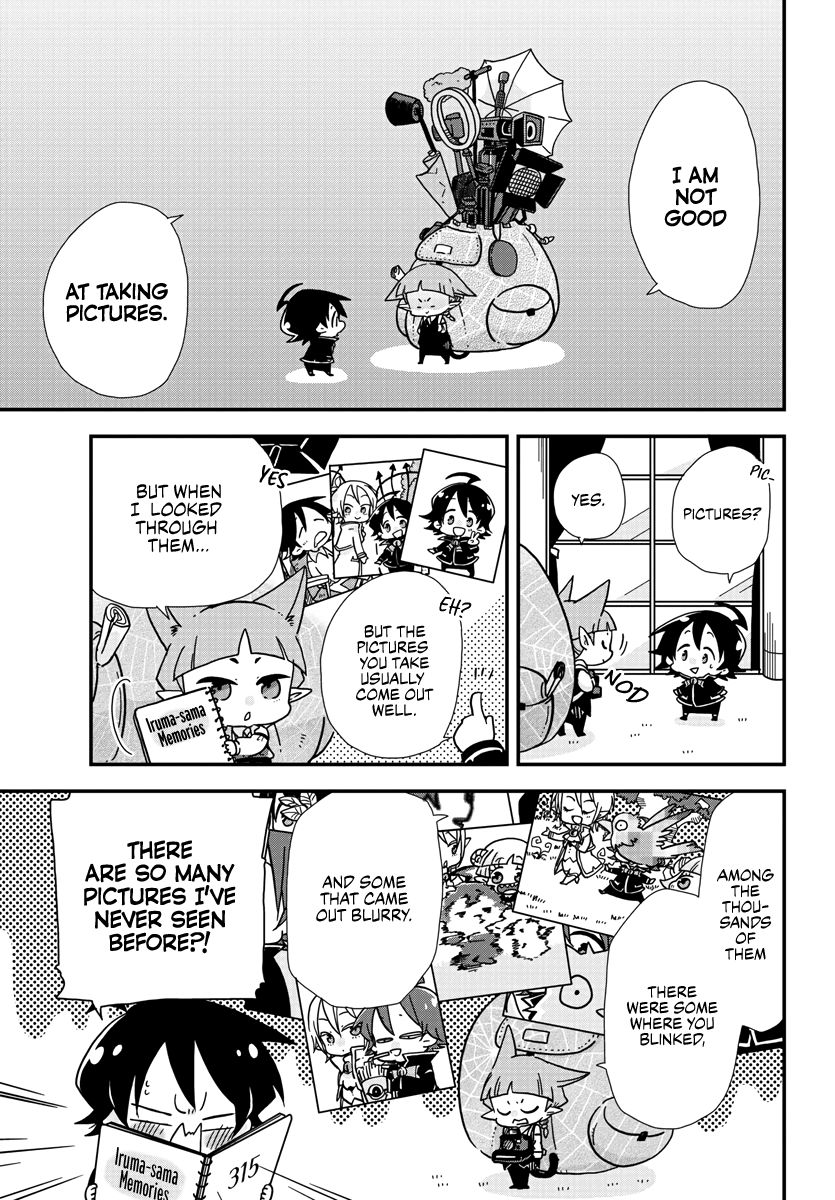 I AM
NOT
GOOD
AT TAKING
PICTURES.
PIC-
PICTURES?
YES.
NOD
YES
BUT WHEN
I LOOKED
THROUGH
THEM...
EH?
BUT THE
PICTURES
YOU TAKE
USUALLY
COME OUT
WELL.
Iruma-sama
Memories
AMONG
THE
THOU-
SANDS
OF
THEM
THERE
WERE SOME
WHERE YOU
BLINKED,
AND SOME
THAT CAME
OUT BLURRY.
THERE
ARE SO MANY
PICTURES I'VE
NEVER SEEN
BEFORE?!
Iruma-sama
Memories
315